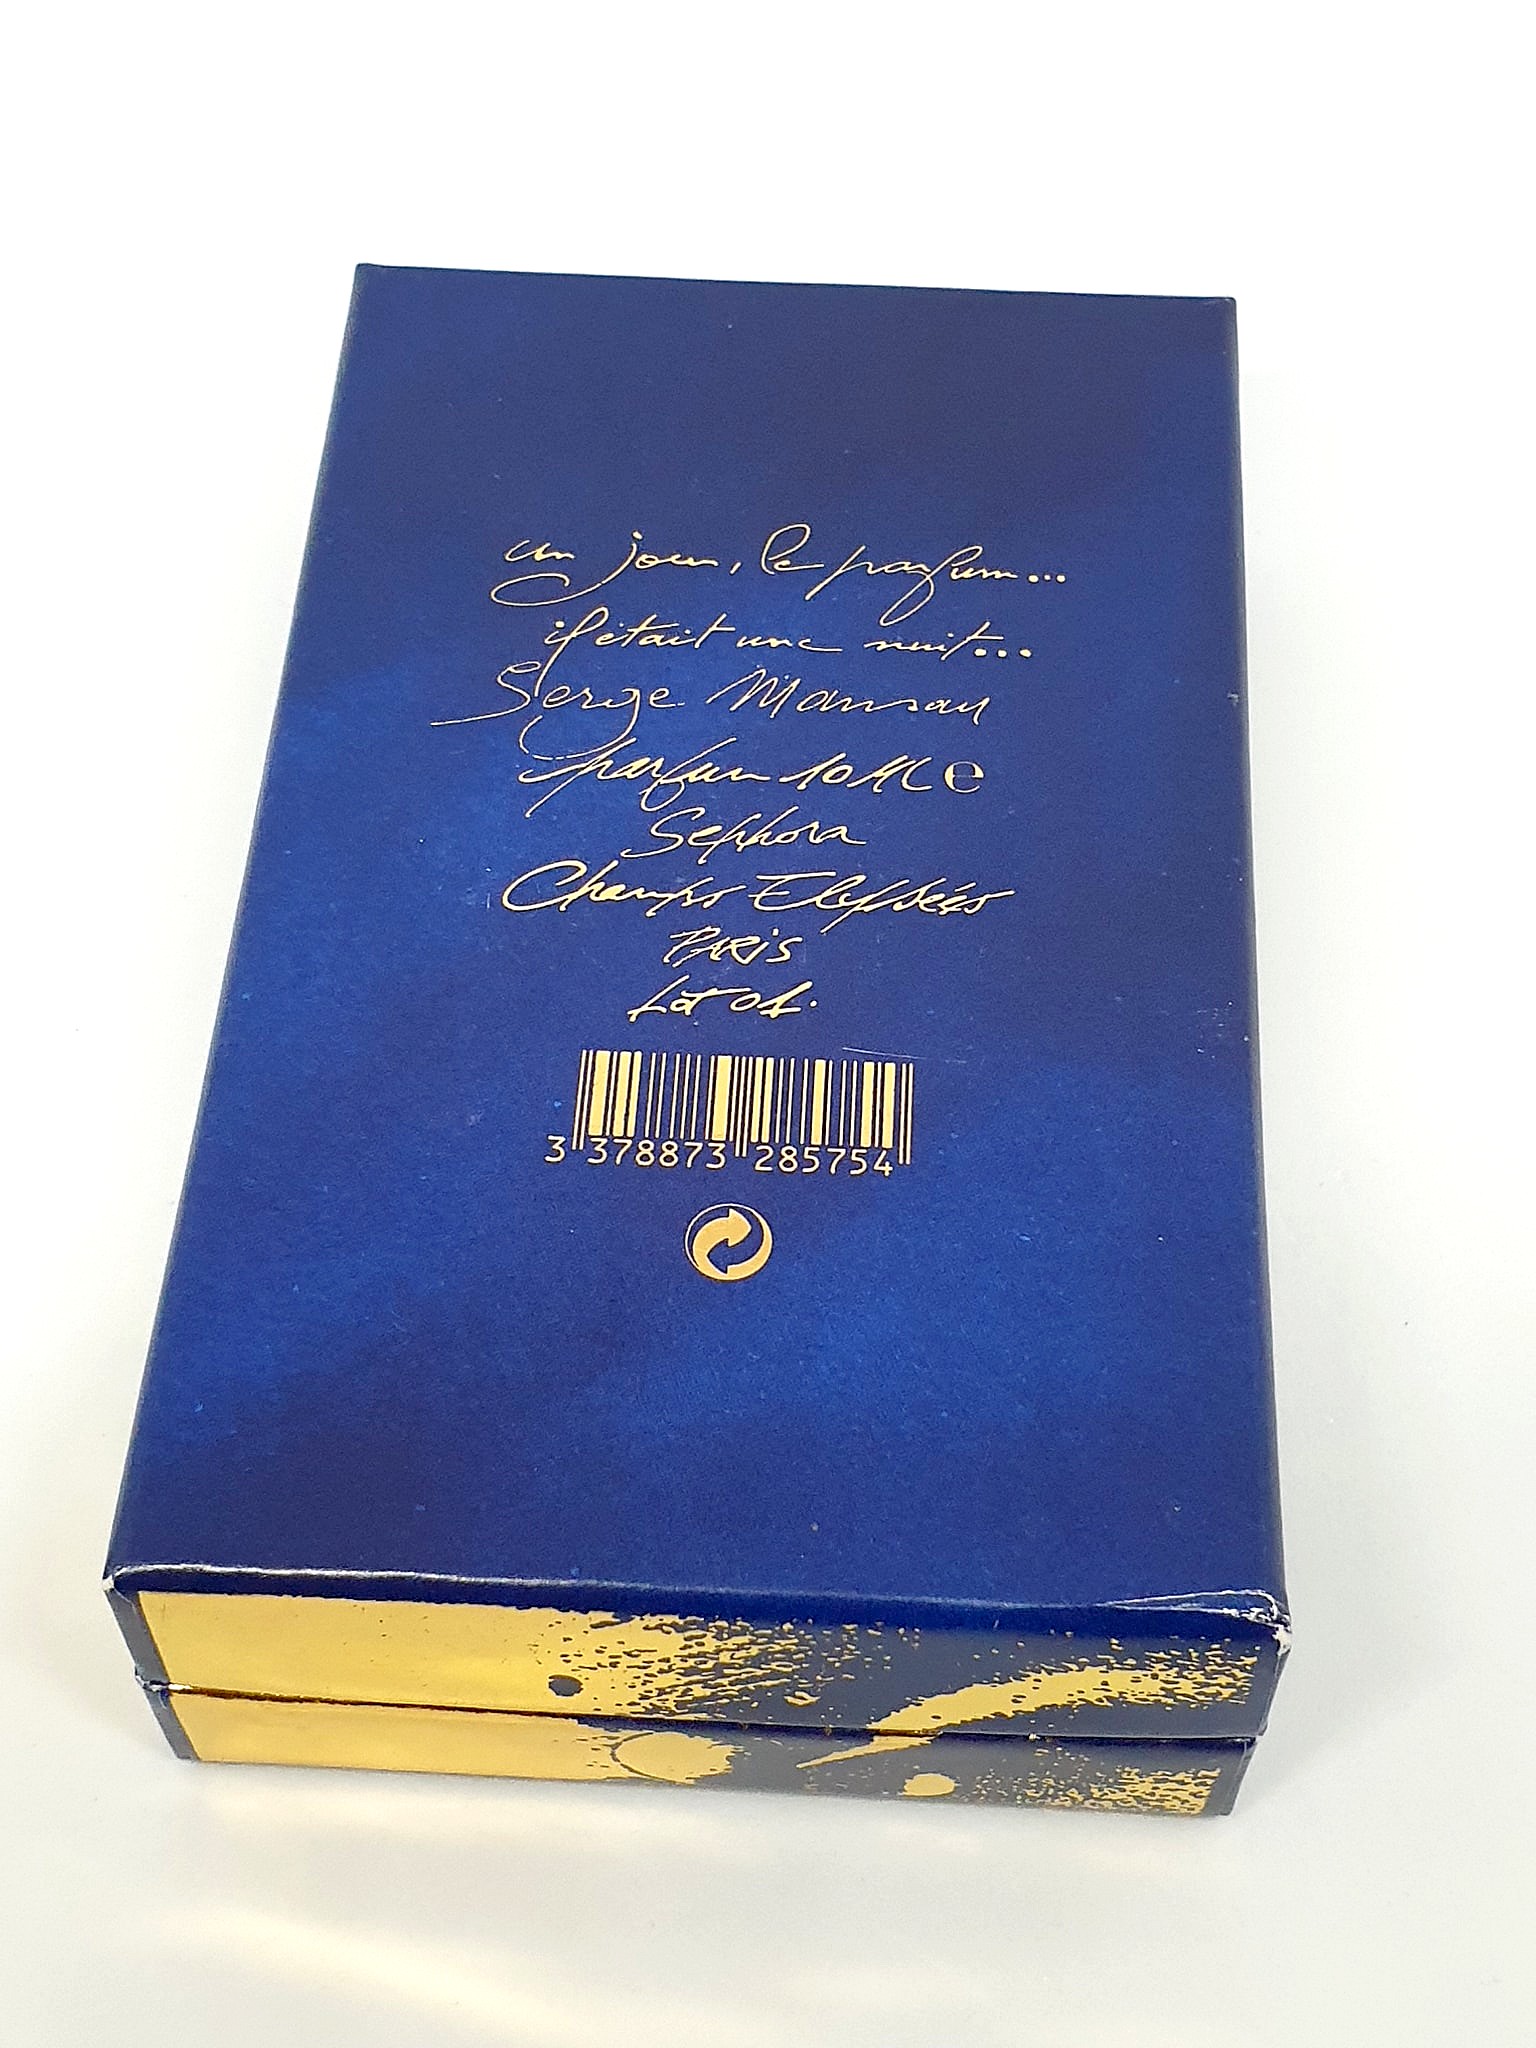 un jour, le parfum...
il était une nuit...
Serge Mansau
parfum 10 ML e
Sephora
Champs Elysées
PARiS
Lot 01.
3 378873 285754